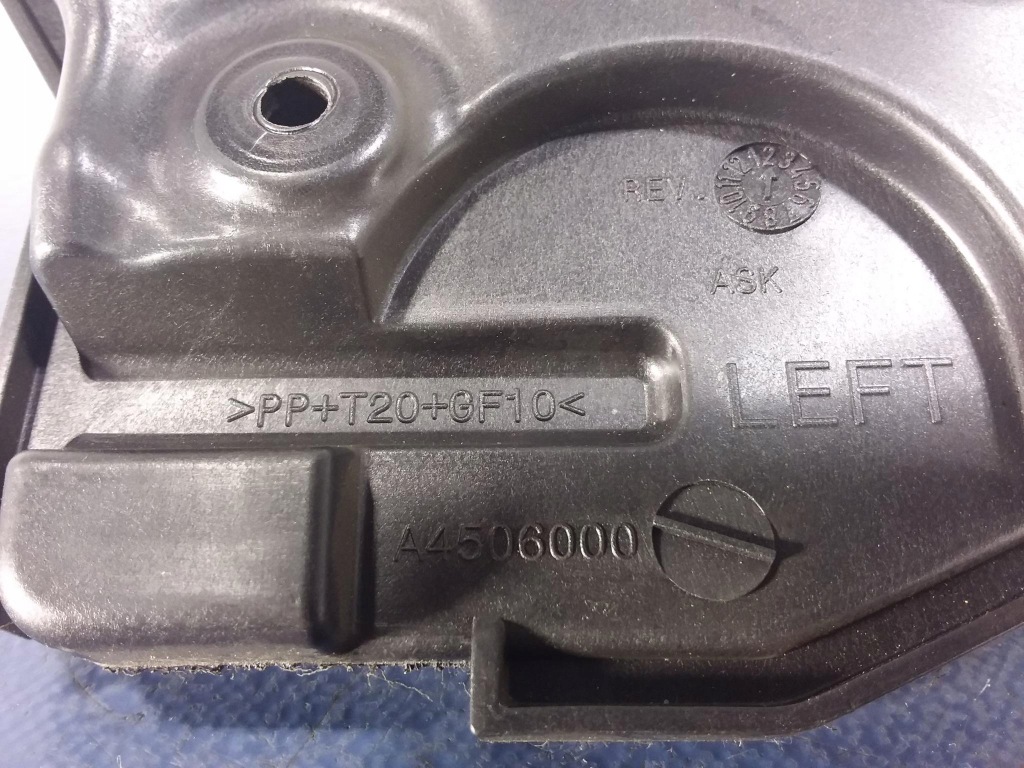 REV.
ASK
LEFT
>PP+T20+GF10<
A4506000